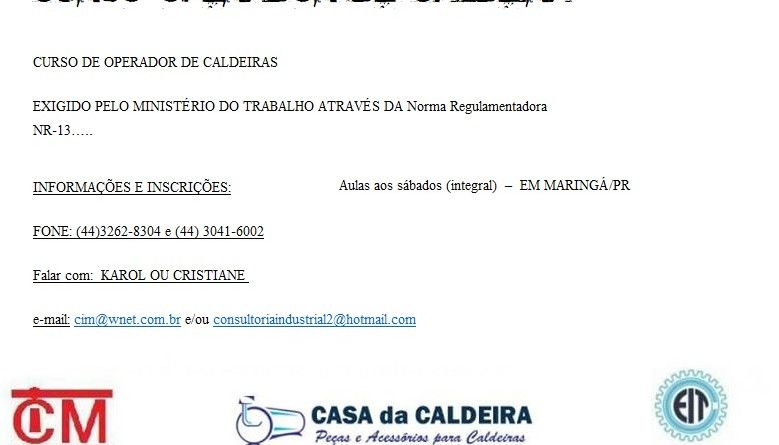 CURSO DE OPERADOR DE CALDEIRAS
EXIGIDO PELO MINISTÉRIO DO TRABALHO ATRAVÉS DA Norma Regulamentadora
NR-13…..
INFORMAÇÕES E INSCRIÇÕES: Aulas aos sábados (integral) – EM MARINGÁ/PR
FONE: (44)3262-8304 e (44) 3041-6002
Falar com: KAROL OU CRISTIANE
e-mail: cim@wnet.com.br e/ou consultoriaindustrial2@hotmail.com
CIM
CASA da CALDEIRA
Peças e Acessórios para Caldeiras
EIT